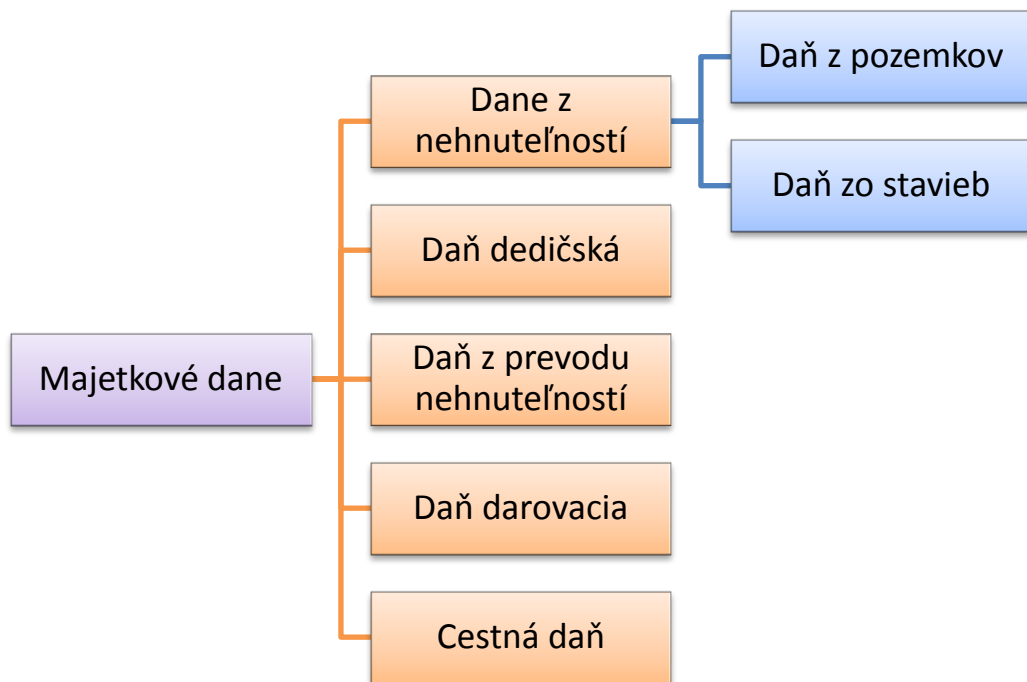 Majetkové dane
Dane z
nehnuteľností
Daň z pozemkov
Daň zo stavieb
Daň dedičská
Daň z prevodu
nehnuteľností
Daň darovacia
Cestná daň